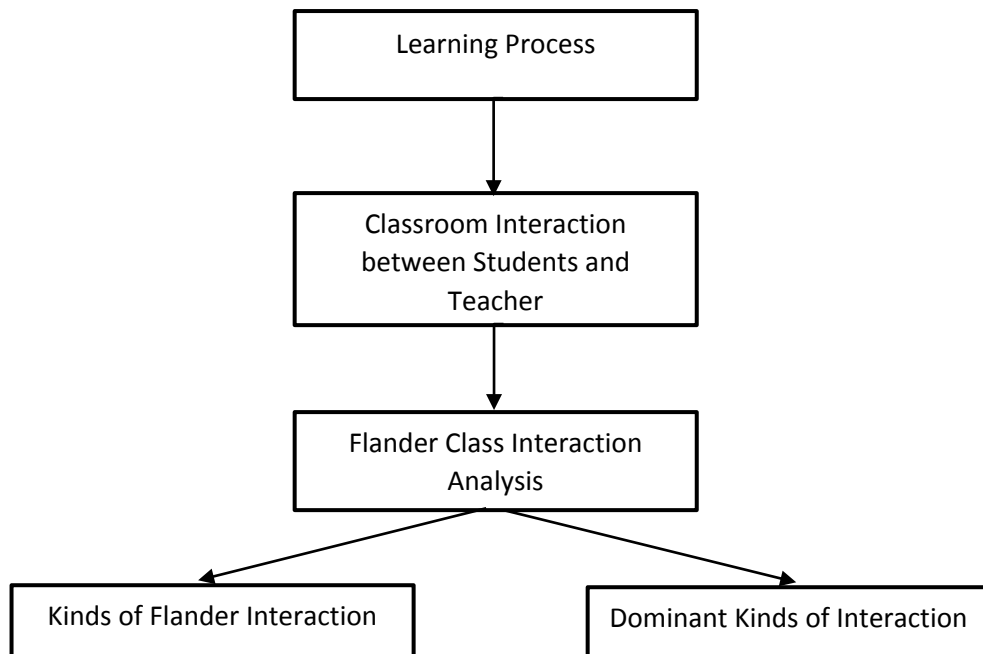 Learning Process
Classroom Interaction
between Students and
Teacher
Flander Class Interaction
Analysis
Kinds of Flander Interaction
Dominant Kinds of Interaction